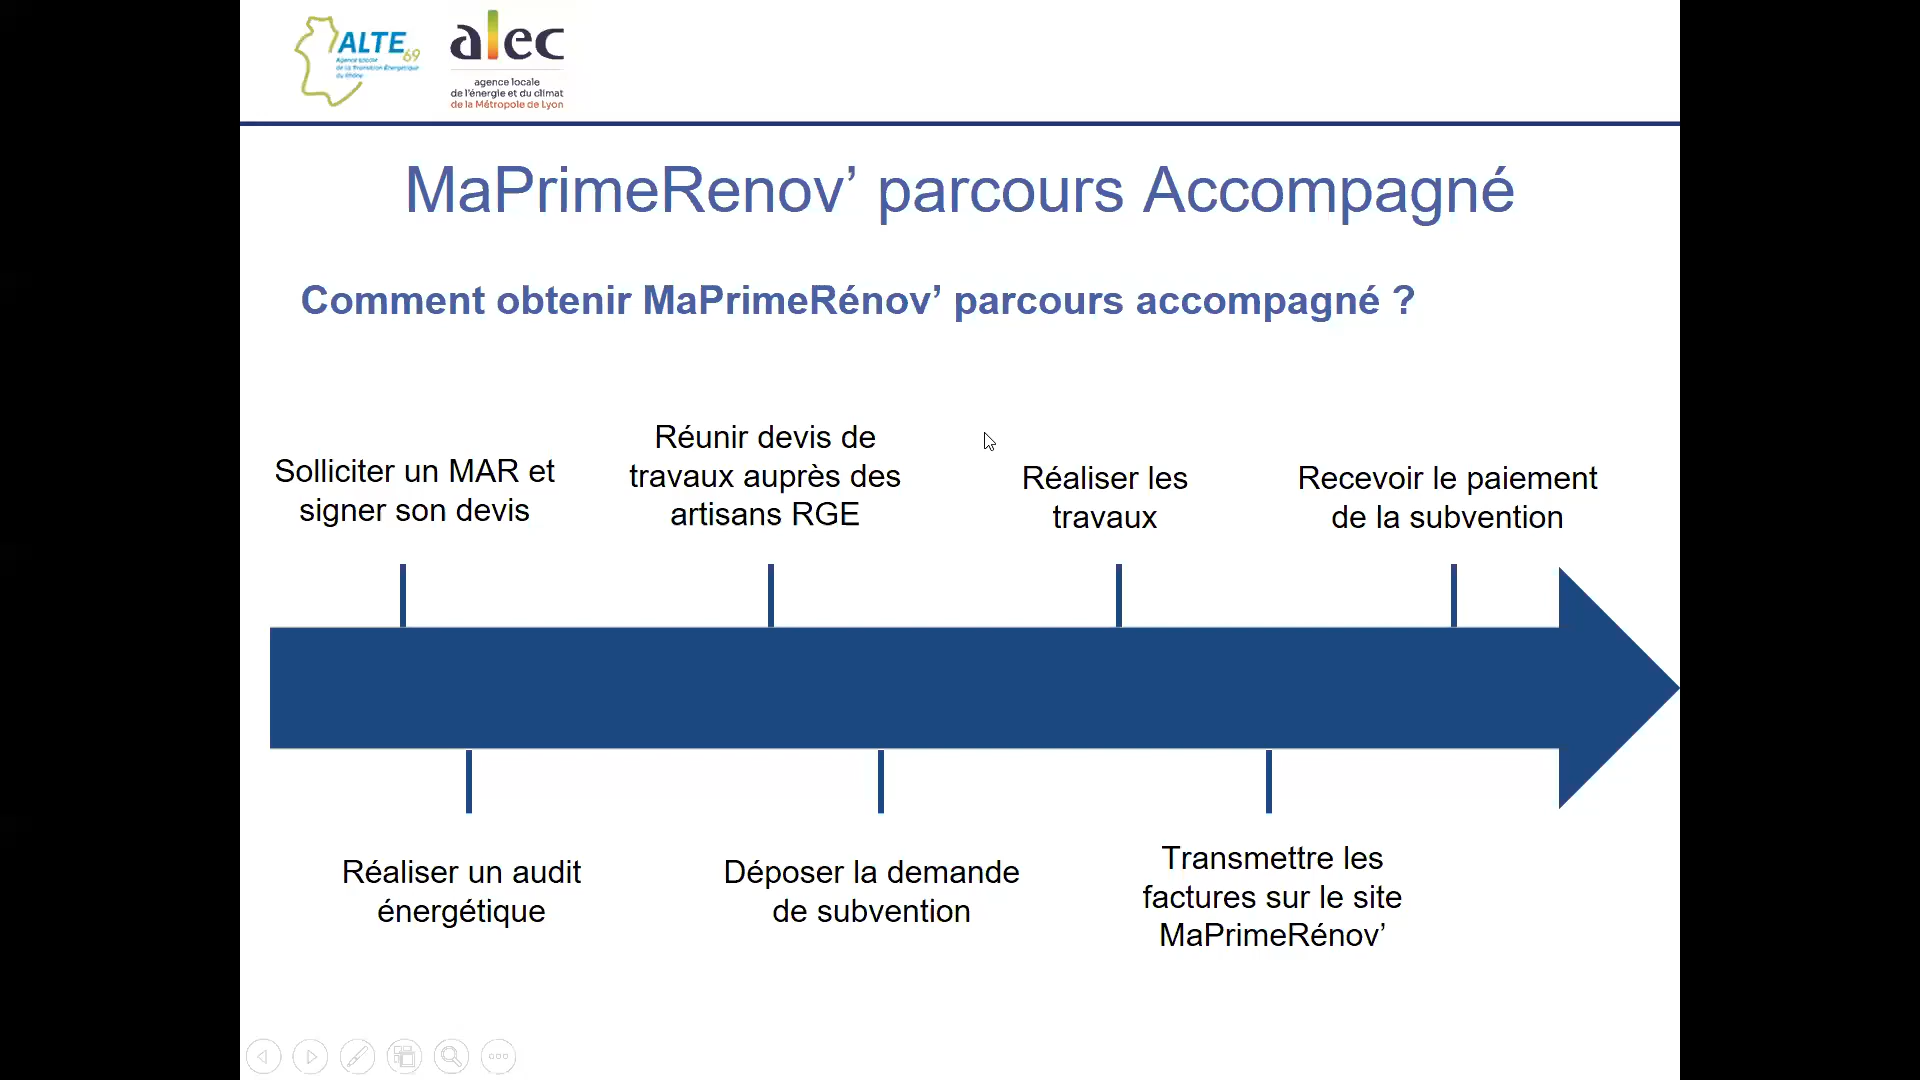 ALTE 69
Agence Locale
de la Transition Énergétique
du Rhône
alec
agence locale
de l'énergie et du climat
de la Métropole de Lyon
MaPrimeRenov’ parcours Accompagné
Comment obtenir MaPrimeRénov’ parcours accompagné ?
Solliciter un MAR et
signer son devis
Réunir devis de
travaux auprès des
artisans RGE
Réaliser les
travaux
Recevoir le paiement
de la subvention
Réaliser un audit
énergétique
Déposer la demande
de subvention
Transmettre les
factures sur le site
MaPrimeRénov’